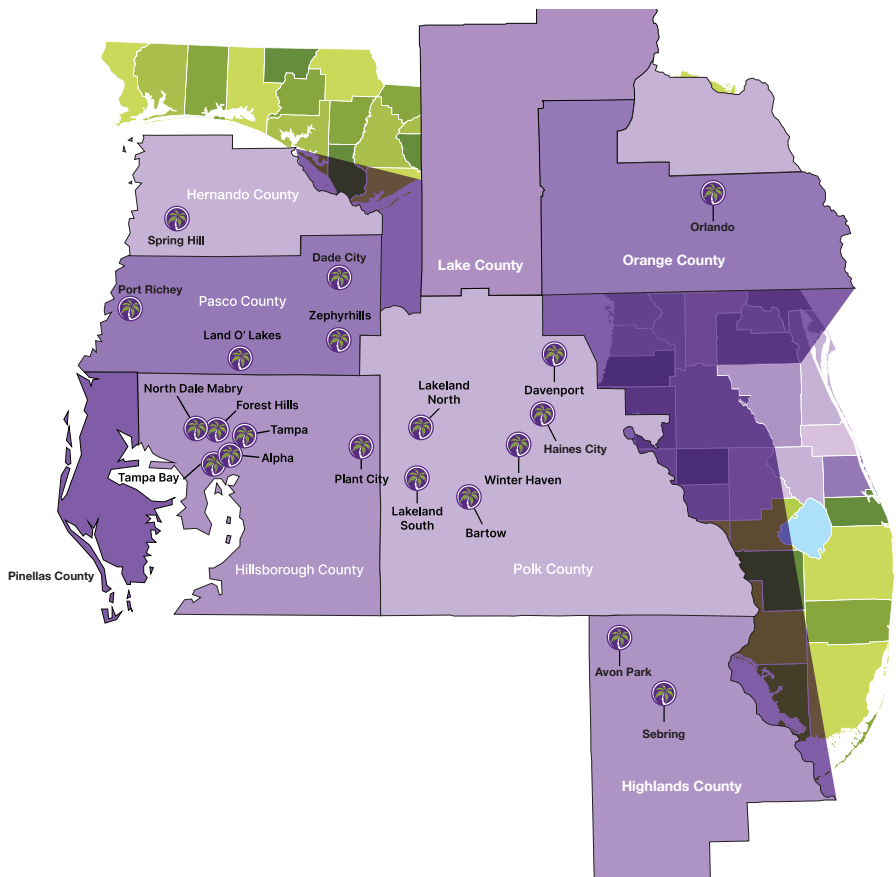 Hernando County
Spring Hill
Orlando
Lake County
Orange County
Dade City
Port Richey
Pasco County
Zephyrhills
Land O' Lakes
North Dale Mabry
Forest Hills
Tampa
Alpha
Tampa Bay
Plant City
Lakeland
North
Davenport
Haines City
Winter Haven
Lakeland
South
Bartow
Pinellas County
Hillsborough County
Polk County
Avon Park
Sebring
Highlands County